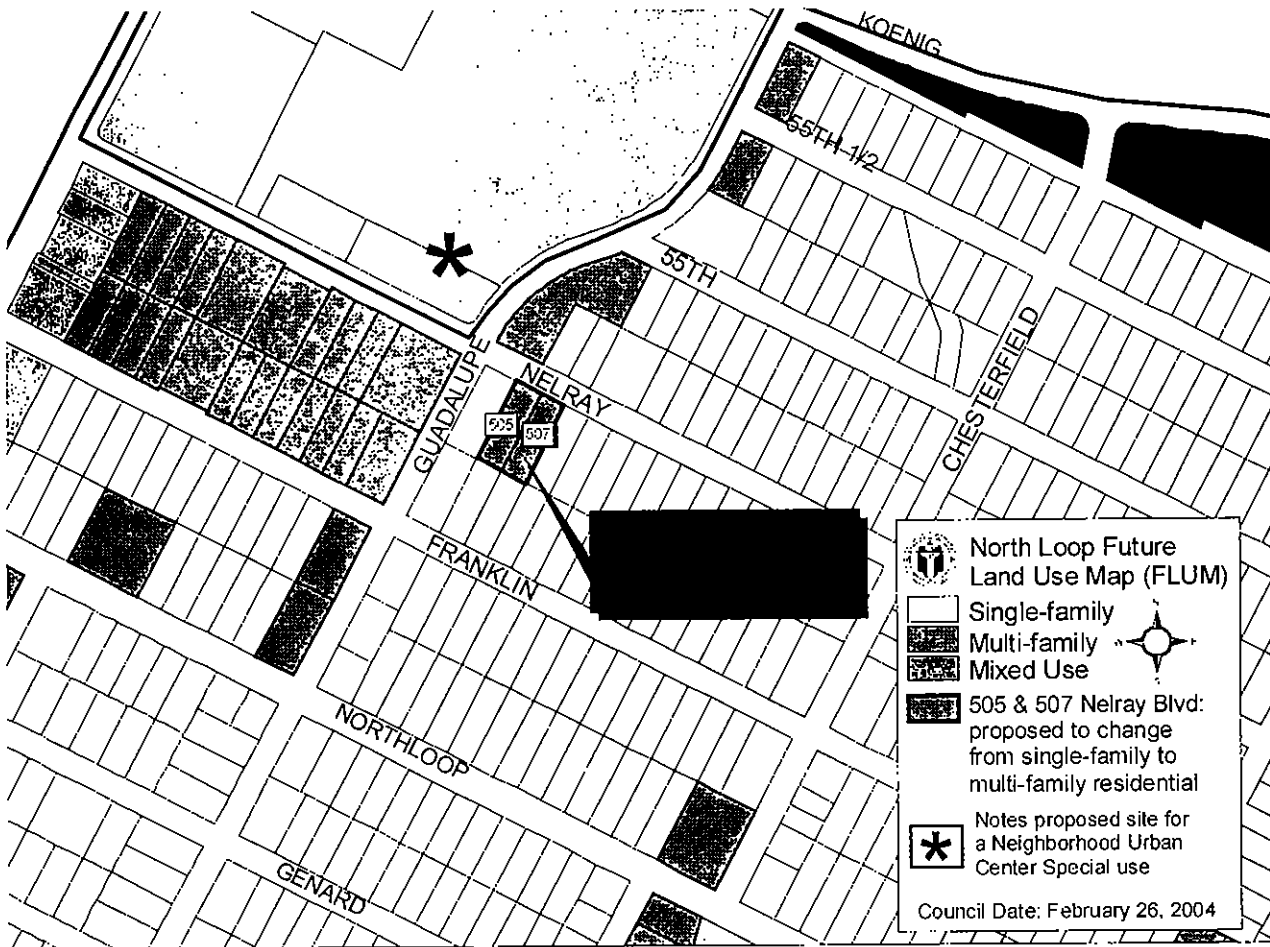 KOENIG
55TH 1/2
55TH
CHESTERFIELD
GUADALUPE
NELRAY
505
507
FRANKLIN
NORTHLOOP
GENARD
North Loop Future
Land Use Map (FLUM)
Single-family
Multi-family
Mixed Use
505 & 507 Nelray Blvd:
proposed to change
from single-family to
multi-family residential
Notes proposed site for
a Neighborhood Urban
Center Special use
Council Date: February 26, 2004